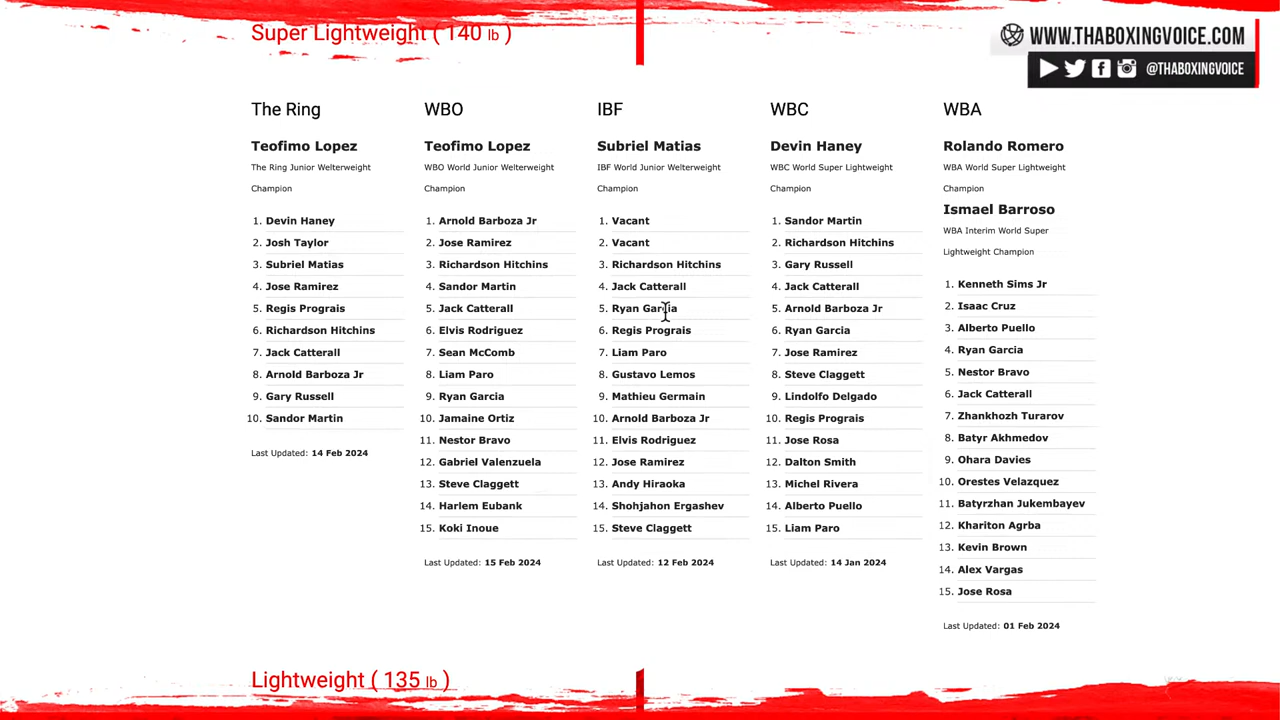 Super Lightweight ( 140 lb )
WWW.THABOXINGVOICE.COM
@THABOXINGVOICE
The Ring
Teofimo Lopez
The Ring Junior Welterweight
Champion
1. Devin Haney
2. Josh Taylor
3. Subriel Matias
4. Jose Ramirez
5. Regis Prograis
6. Richardson Hitchins
7. Jack Catterall
8. Arnold Barboza Jr
9. Gary Russell
10. Sandor Martin
Last Updated: 14 Feb 2024
WBO
Teofimo Lopez
WBO World Junior Welterweight
Champion
1. Arnold Barboza Jr
2. Jose Ramirez
3. Richardson Hitchins
4. Sandor Martin
5. Jack Catterall
6. Elvis Rodriguez
7. Sean McComb
8. Liam Paro
9. Ryan Garcia
10. Jamaine Ortiz
11. Nestor Bravo
12. Gabriel Valenzuela
13. Steve Claggett
14. Harlem Eubank
15. Koki Inoue
Last Updated: 15 Feb 2024
IBF
Subriel Matias
IBF World Junior Welterweight
Champion
1. Vacant
2. Vacant
3. Richardson Hitchins
4. Jack Catterall
5. Ryan Garcia
6. Regis Prograis
7. Liam Paro
8. Gustavo Lemos
9. Mathieu Germain
10. Arnold Barboza Jr
11. Elvis Rodriguez
12. Jose Ramirez
13. Andy Hiraoka
14. Shohjahon Ergashev
15. Steve Claggett
Last Updated: 12 Feb 2024
WBC
Devin Haney
WBC World Super Lightweight
Champion
1. Sandor Martin
2. Richardson Hitchins
3. Gary Russell
4. Jack Catterall
5. Arnold Barboza Jr
6. Ryan Garcia
7. Jose Ramirez
8. Steve Claggett
9. Lindolfo Delgado
10. Regis Prograis
11. Jose Rosa
12. Dalton Smith
13. Michel Rivera
14. Alberto Puello
15. Liam Paro
Last Updated: 14 Jan 2024
WBA
Rolando Romero
WBA World Super Lightweight
Champion
Ismael Barroso
WBA Interim World Super
Lightweight Champion
1. Kenneth Sims Jr
2. Isaac Cruz
3. Alberto Puello
4. Ryan Garcia
5. Nestor Bravo
6. Jack Catterall
7. Zhankhozh Turarov
8. Batyr Akhmedov
9. Ohara Davies
10. Orestes Velazquez
11. Batyrzhan Jukembayev
12. Khariton Agrba
13. Kevin Brown
14. Alex Vargas
15. Jose Rosa
Last Updated: 01 Feb 2024
Lightweight ( 135 lb )